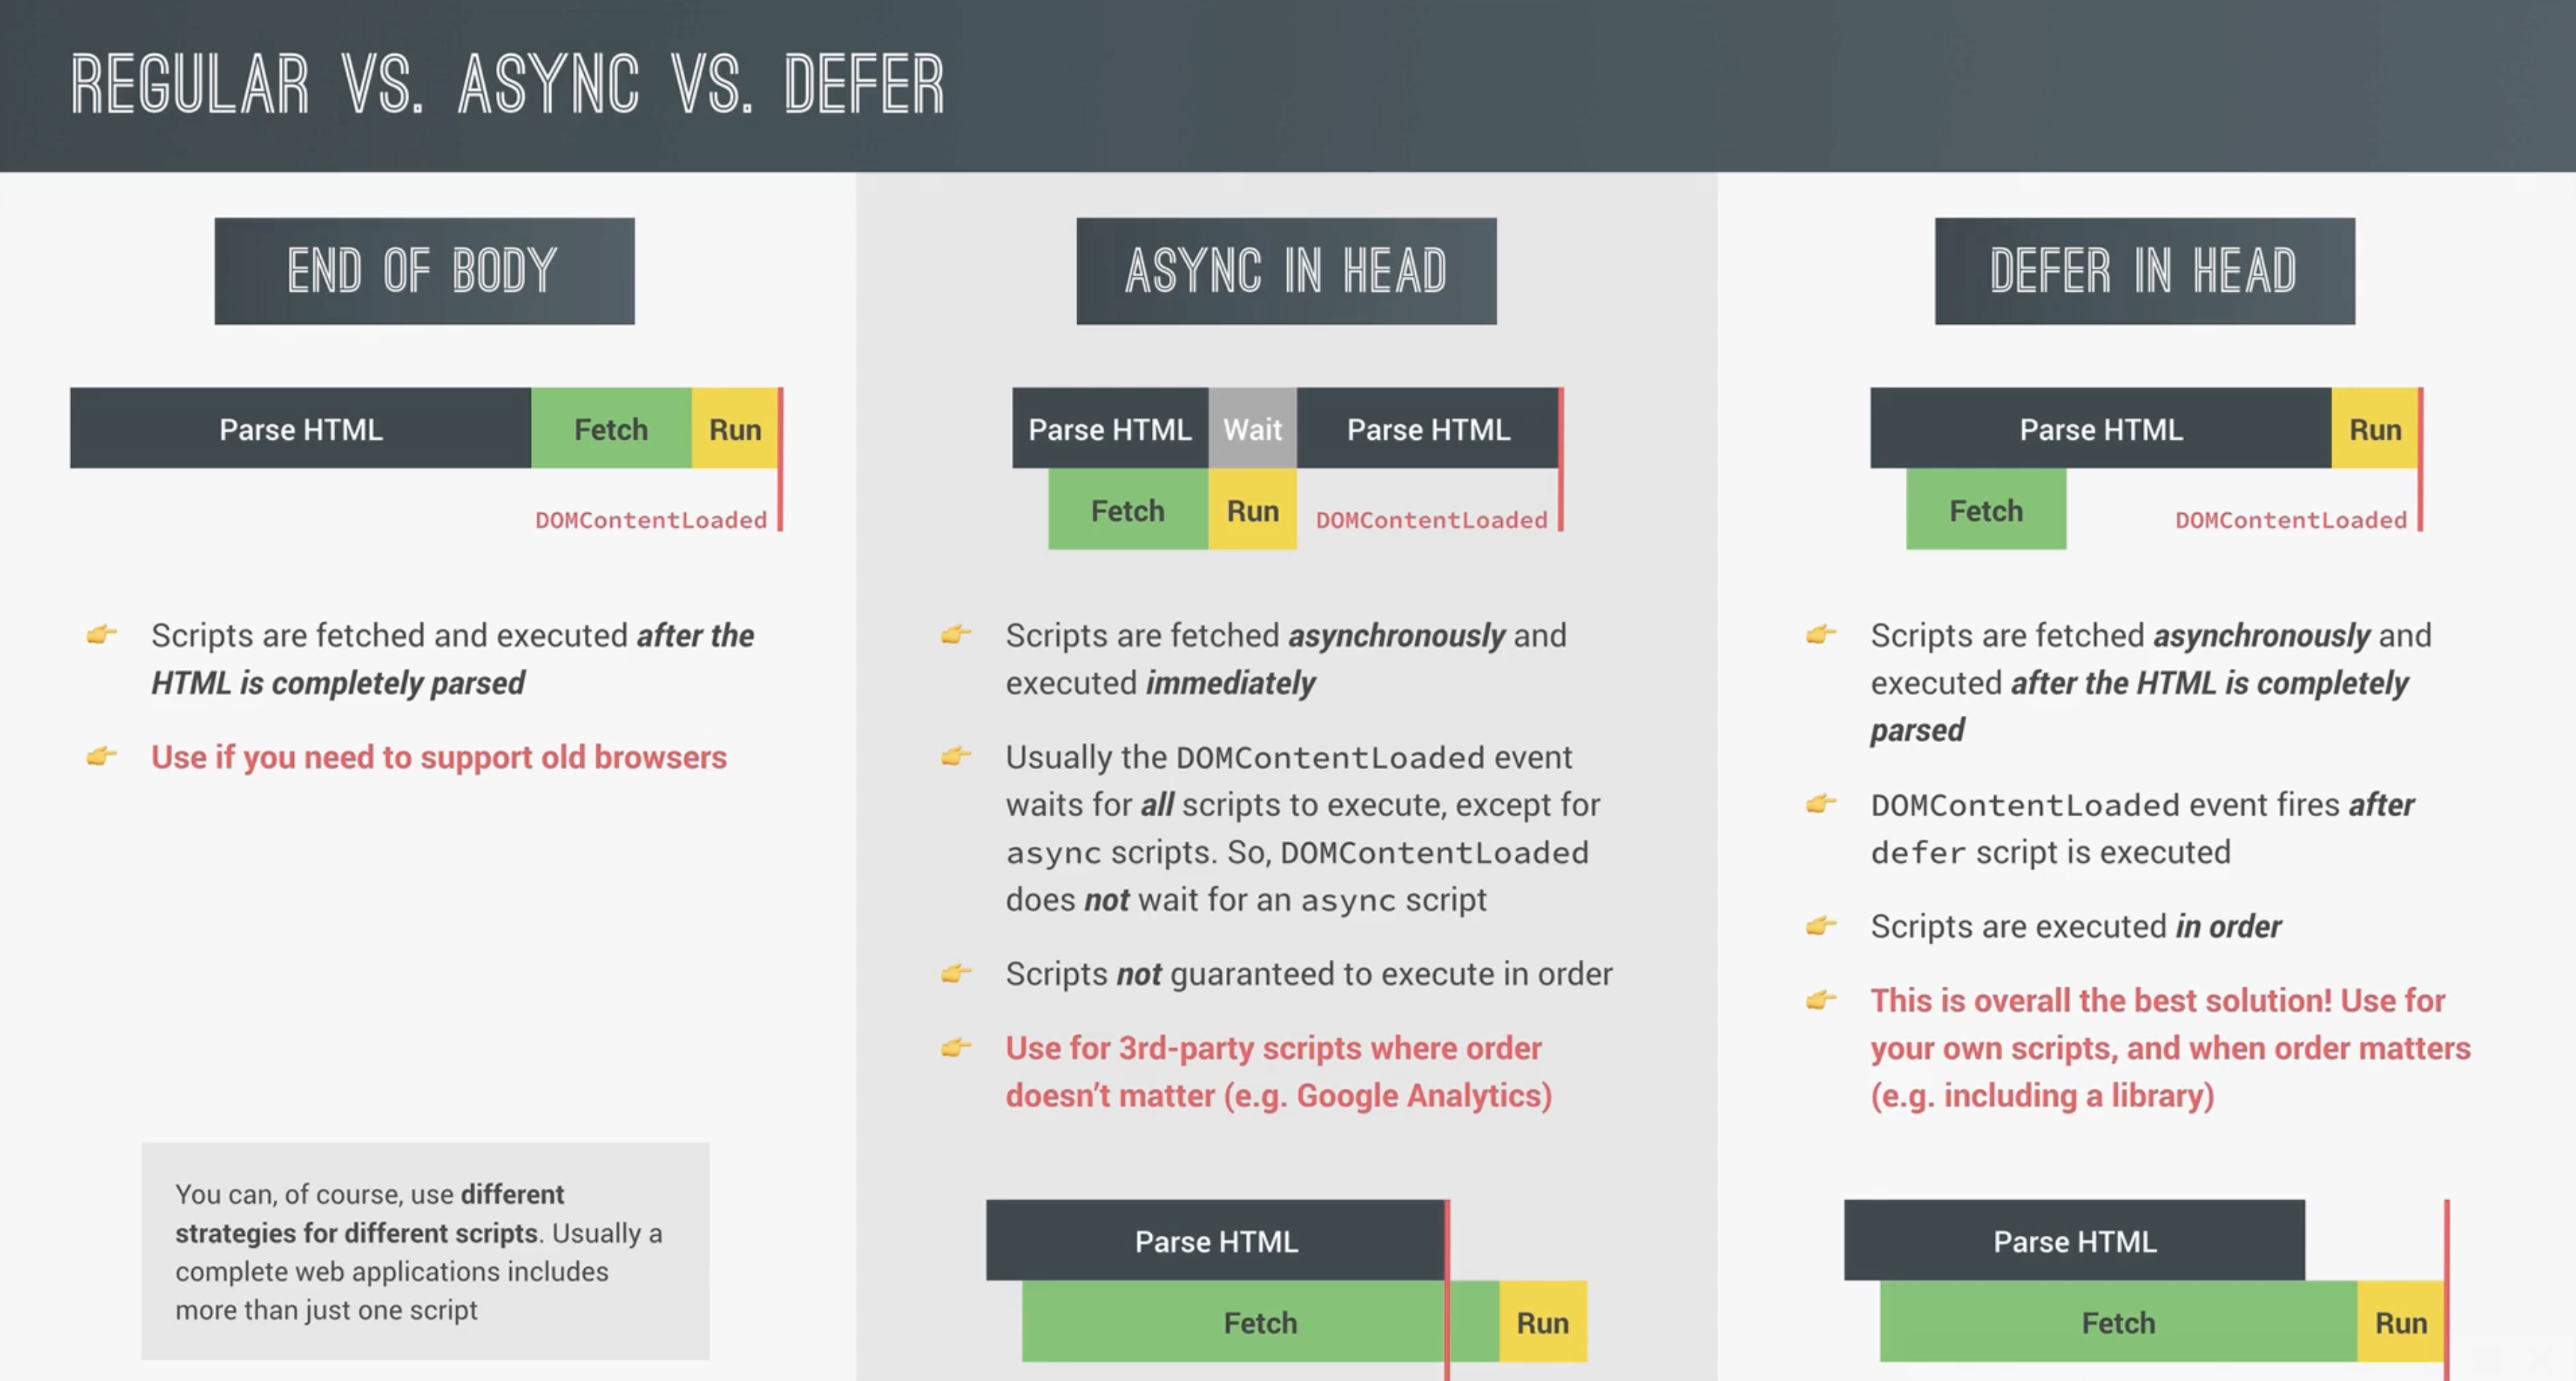 REGULAR VS. ASYNC VS. DEFER
END OF BODY
Parse HTML
Fetch
Run
DOMContentLoaded
Scripts are fetched and executed after the
HTML is completely parsed
Use if you need to support old browsers
You can, of course, use different
strategies for different scripts. Usually a
complete web applications includes
more than just one script
ASYNC IN HEAD
Parse HTML
Wait
Parse HTML
Fetch
Run
DOMContentLoaded
Scripts are fetched asynchronously and
executed immediately
Usually the DOMContentLoaded event
waits for all scripts to execute, except for
async scripts. So, DOMContentLoaded
does not wait for an async script
Scripts not guaranteed to execute in order
Use for 3rd-party scripts where order
doesn’t matter (e.g. Google Analytics)
Parse HTML
Fetch
Run
DEFER IN HEAD
Parse HTML
Run
Fetch
DOMContentLoaded
Scripts are fetched asynchronously and
executed after the HTML is completely
parsed
DOMContentLoaded event fires after
defer script is executed
Scripts are executed in order
This is overall the best solution! Use for
your own scripts, and when order matters
(e.g. including a library)
Parse HTML
Fetch
Run